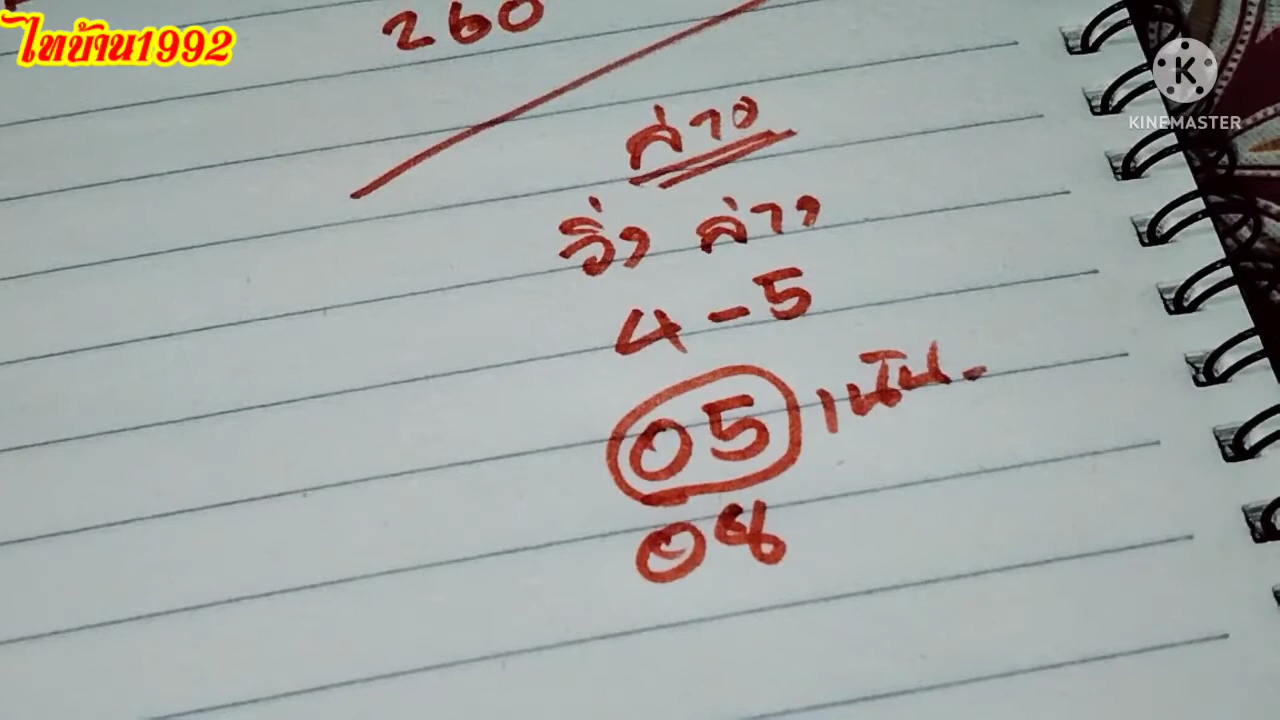 ไทบ้าน1992
260
KINEMASTER
ล่าง
วิ่ง ล่าง
4-5
05 เน้น.
08